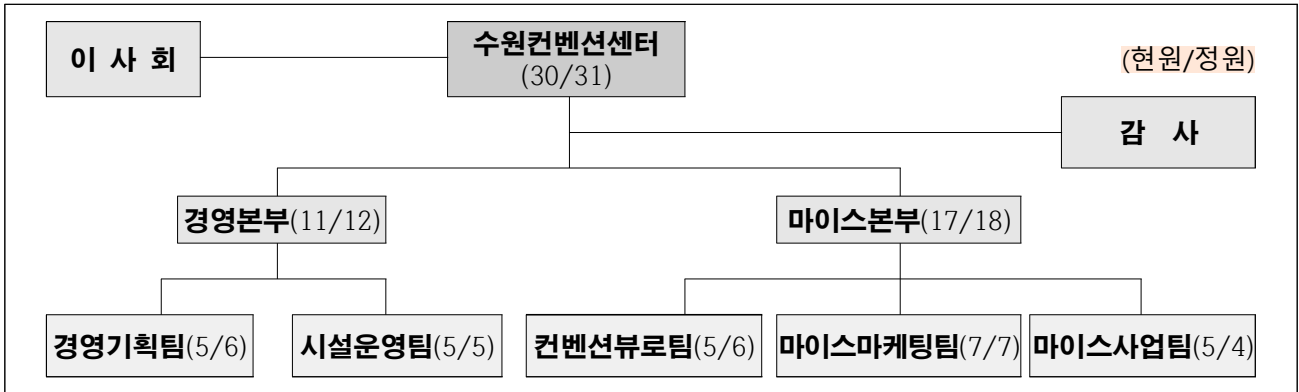 이 사 회
수원컨벤션센터
(30/31)
(현원/정원)
감 사
경영본부(11/12)
마이스본부(17/18)
경영기획팀(5/6)
시설운영팀(5/5)
컨벤션뷰로팀(5/6)
마이스마케팅팀(7/7)
마이스사업팀(5/4)